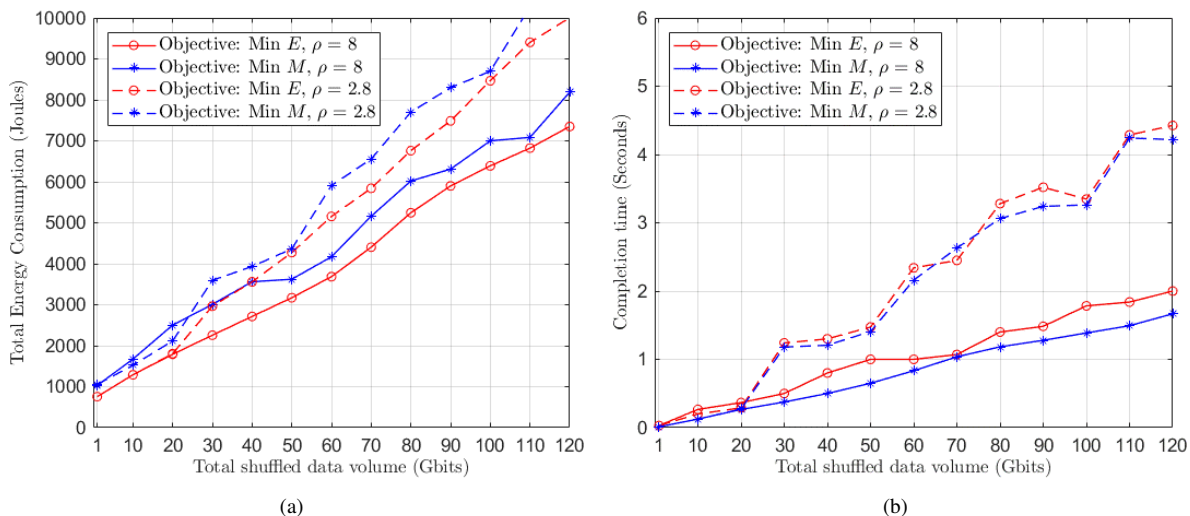 10000
9000
8000
7000
6000
5000
4000
3000
2000
1000
0
Total Energy Consumption (Joules)
Objective: Min E, ρ = 8
Objective: Min M, ρ = 8
Objective: Min E, ρ = 2.8
Objective: Min M, ρ = 2.8
1 10 20 30 40 50 60 70 80 90 100 110 120
Total shuffled data volume (Gbits)
(a)
6
5
4
3
2
1
0
Completion time (Seconds)
Objective: Min E, ρ = 8
Objective: Min M, ρ = 8
Objective: Min E, ρ = 2.8
Objective: Min M, ρ = 2.8
1 10 20 30 40 50 60 70 80 90 100 110 120
Total shuffled data volume (Gbits)
(b)